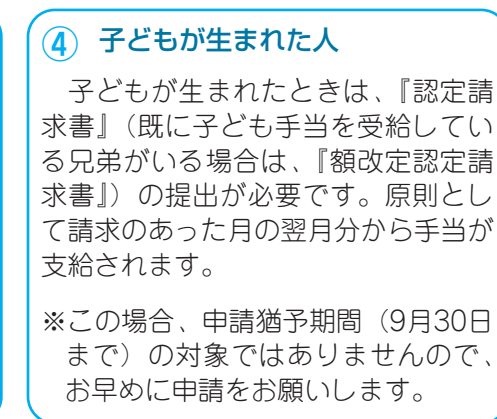 ④ 子どもが生まれた人
子どもが生まれたときは、『認定請
求書』（既に子ども手当を受給してい
る兄弟がいる場合は、『額改定認定請
求書』）の提出が必要です。原則とし
て請求のあった月の翌月分から手当が
支給されます。
※この場合、申請猶予期間（9月30日
まで）の対象ではありませんので、
お早めに申請をお願いします。